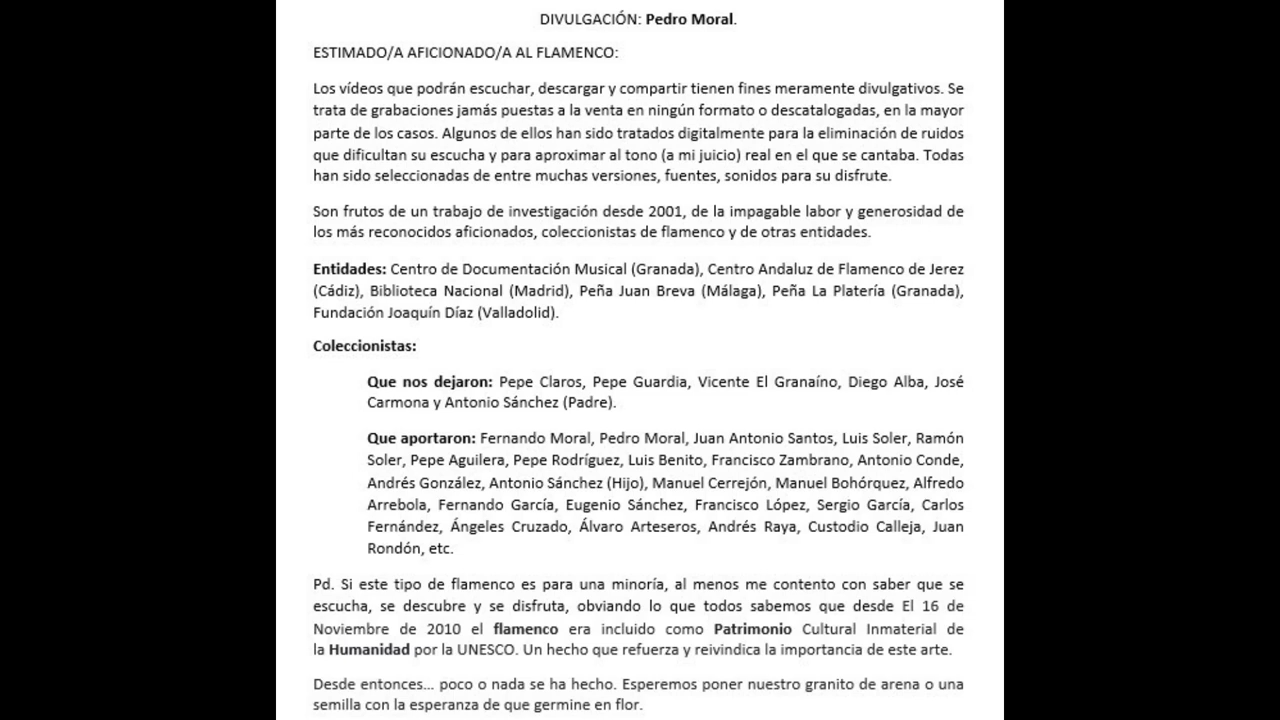 DIVULGACIÓN: Pedro Moral.
ESTIMADO/A AFICIONADO/A AL FLAMENCO:
Los vídeos que podrán escuchar, descargar y compartir tienen fines meramente divulgativos. Se
trata de grabaciones jamás puestas a la venta en ningún formato o descatalogadas, en la mayor
parte de los casos. Algunos de ellos han sido tratados digitalmente para la eliminación de ruidos
que dificultan su escucha y para aproximar al tono (a mi juicio) real en el que se cantaba. Todas
han sido seleccionadas de entre muchas versiones, fuentes, sonidos para su disfrute.
Son frutos de un trabajo de investigación desde 2001, de la impagable labor y generosidad de
los más reconocidos aficionados, coleccionistas de flamenco y de otras entidades.
Entidades: Centro de Documentación Musical (Granada), Centro Andaluz de Flamenco de Jerez
(Cádiz), Biblioteca Nacional (Madrid), Peña Juan Breva (Málaga), Peña La Platería (Granada),
Fundación Joaquín Díaz (Valladolid).
Coleccionistas:
Que nos dejaron: Pepe Claros, Pepe Guardia, Vicente El Granaíno, Diego Alba, José
Carmona y Antonio Sánchez (Padre).
Que aportaron: Fernando Moral, Pedro Moral, Juan Antonio Santos, Luis Soler, Ramón
Soler, Pepe Aguilera, Pepe Rodríguez, Luis Benito, Francisco Zambrano, Antonio Conde,
Andrés González, Antonio Sánchez (Hijo), Manuel Cerrejón, Manuel Bohórquez, Alfredo
Arrebola, Fernando García, Eugenio Sánchez, Francisco López, Sergio García, Carlos
Fernández, Ángeles Cruzado, Álvaro Arteseros, Andrés Raya, Custodio Calleja, Juan
Rondón, etc.
Pd. Si este tipo de flamenco es para una minoría, al menos me contento con saber que se
escucha, se descubre y se disfruta, obviando lo que todos sabemos que desde El 16 de
Noviembre de 2010 el flamenco era incluido como Patrimonio Cultural Inmaterial de
la Humanidad por la UNESCO. Un hecho que refuerza y reivindica la importancia de este arte.
Desde entonces... poco o nada se ha hecho. Esperemos poner nuestro granito de arena o una
semilla con la esperanza de que germine en flor.